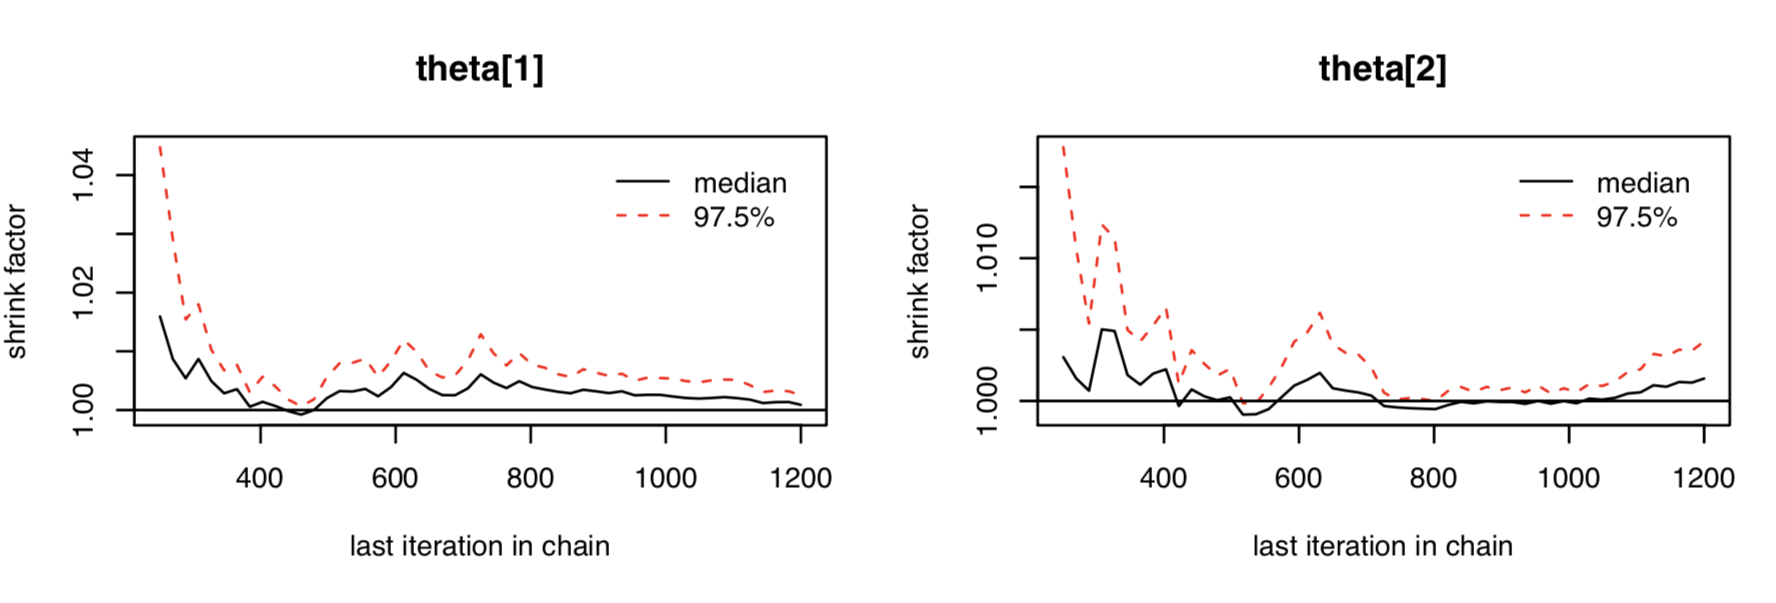 theta[1]
shrink factor
1.04
1.02
1.00
median
97.5%
400 600 800 1000 1200
last iteration in chain
theta[2]
shrink factor
1.010
1.000
median
97.5%
400 600 800 1000 1200
last iteration in chain